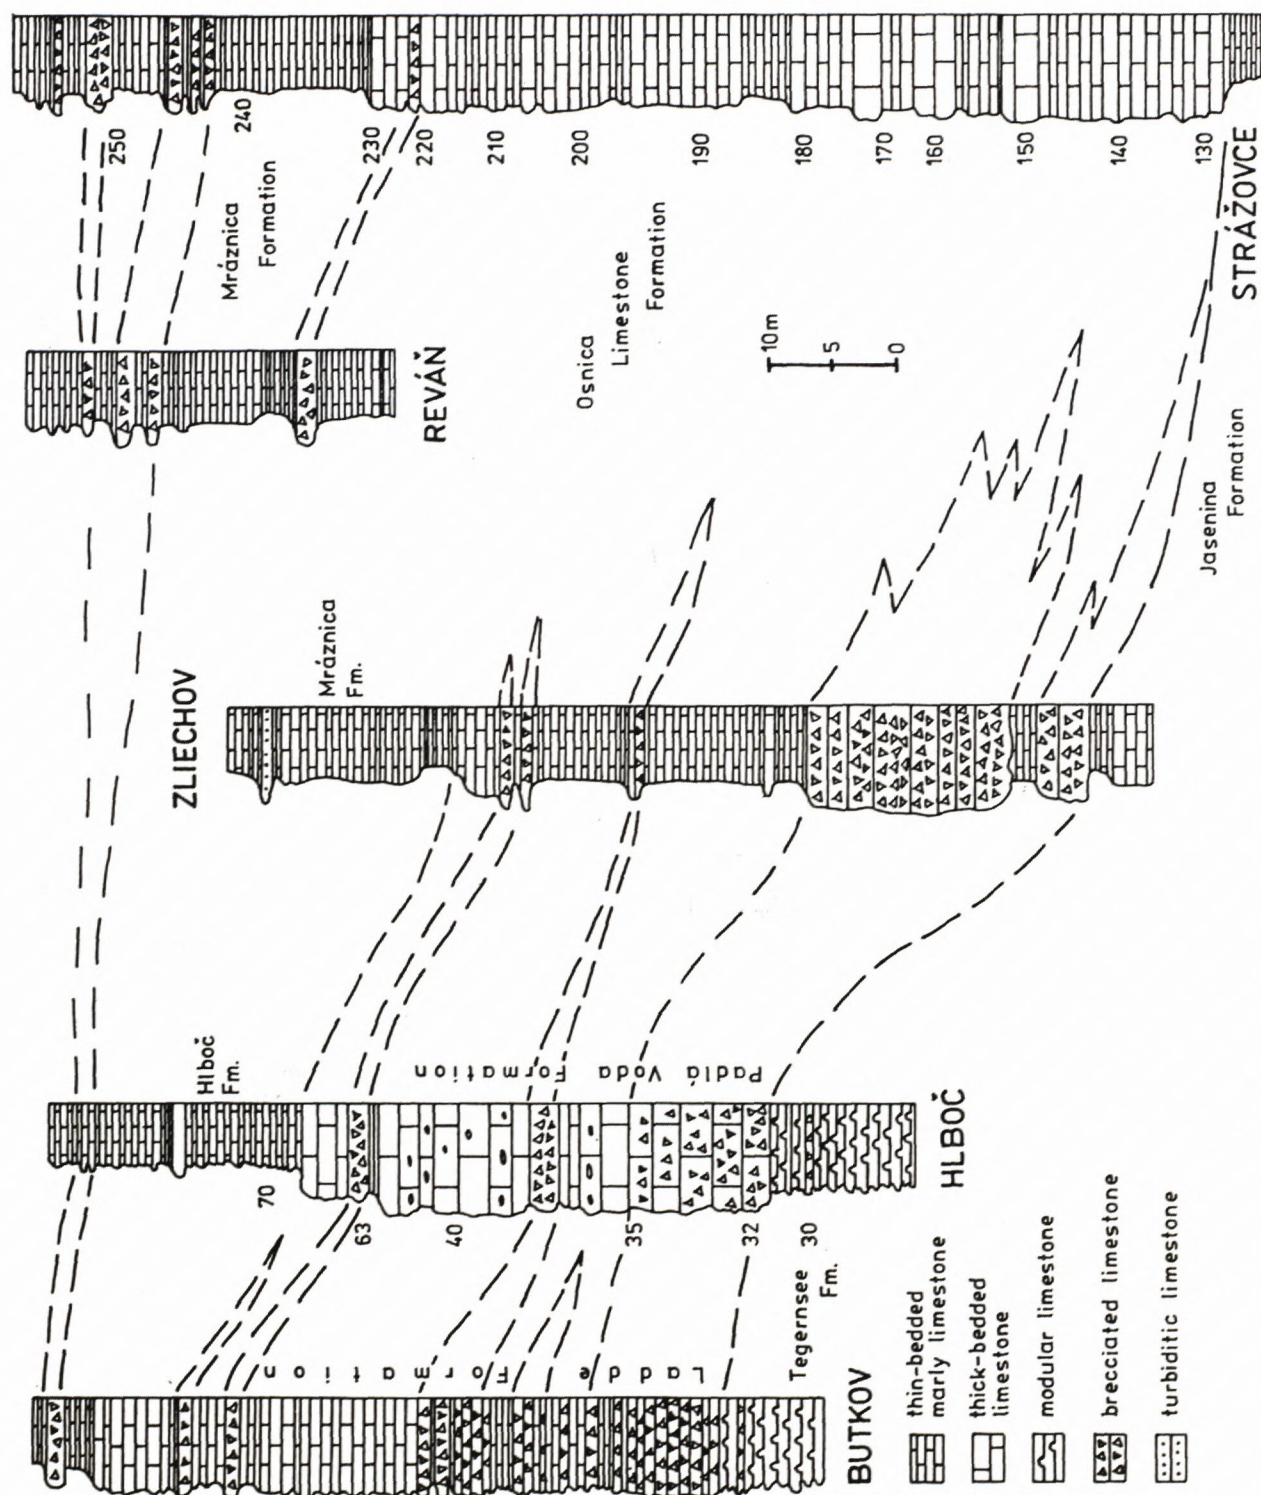 BUTKOV
HLBOČ
ZLIECHOV
REVÁŇ
STRÁŽOVCE
Tegernsee
Fm.
Ladde Formation
70
63
40
35
32
30
Hlboč
Fm.
Padlá Voda Formation
Mráznica
Fm.
Mráznica
Formation
Osnica
Limestone
Formation
Jasenina
Formation
10m
5
0
250
240
230
220
210
200
190
180
170
160
150
140
130
thin-bedded
marly limestone
thick-bedded
limestone
modular limestone
brecciated limestone
turbiditic limestone